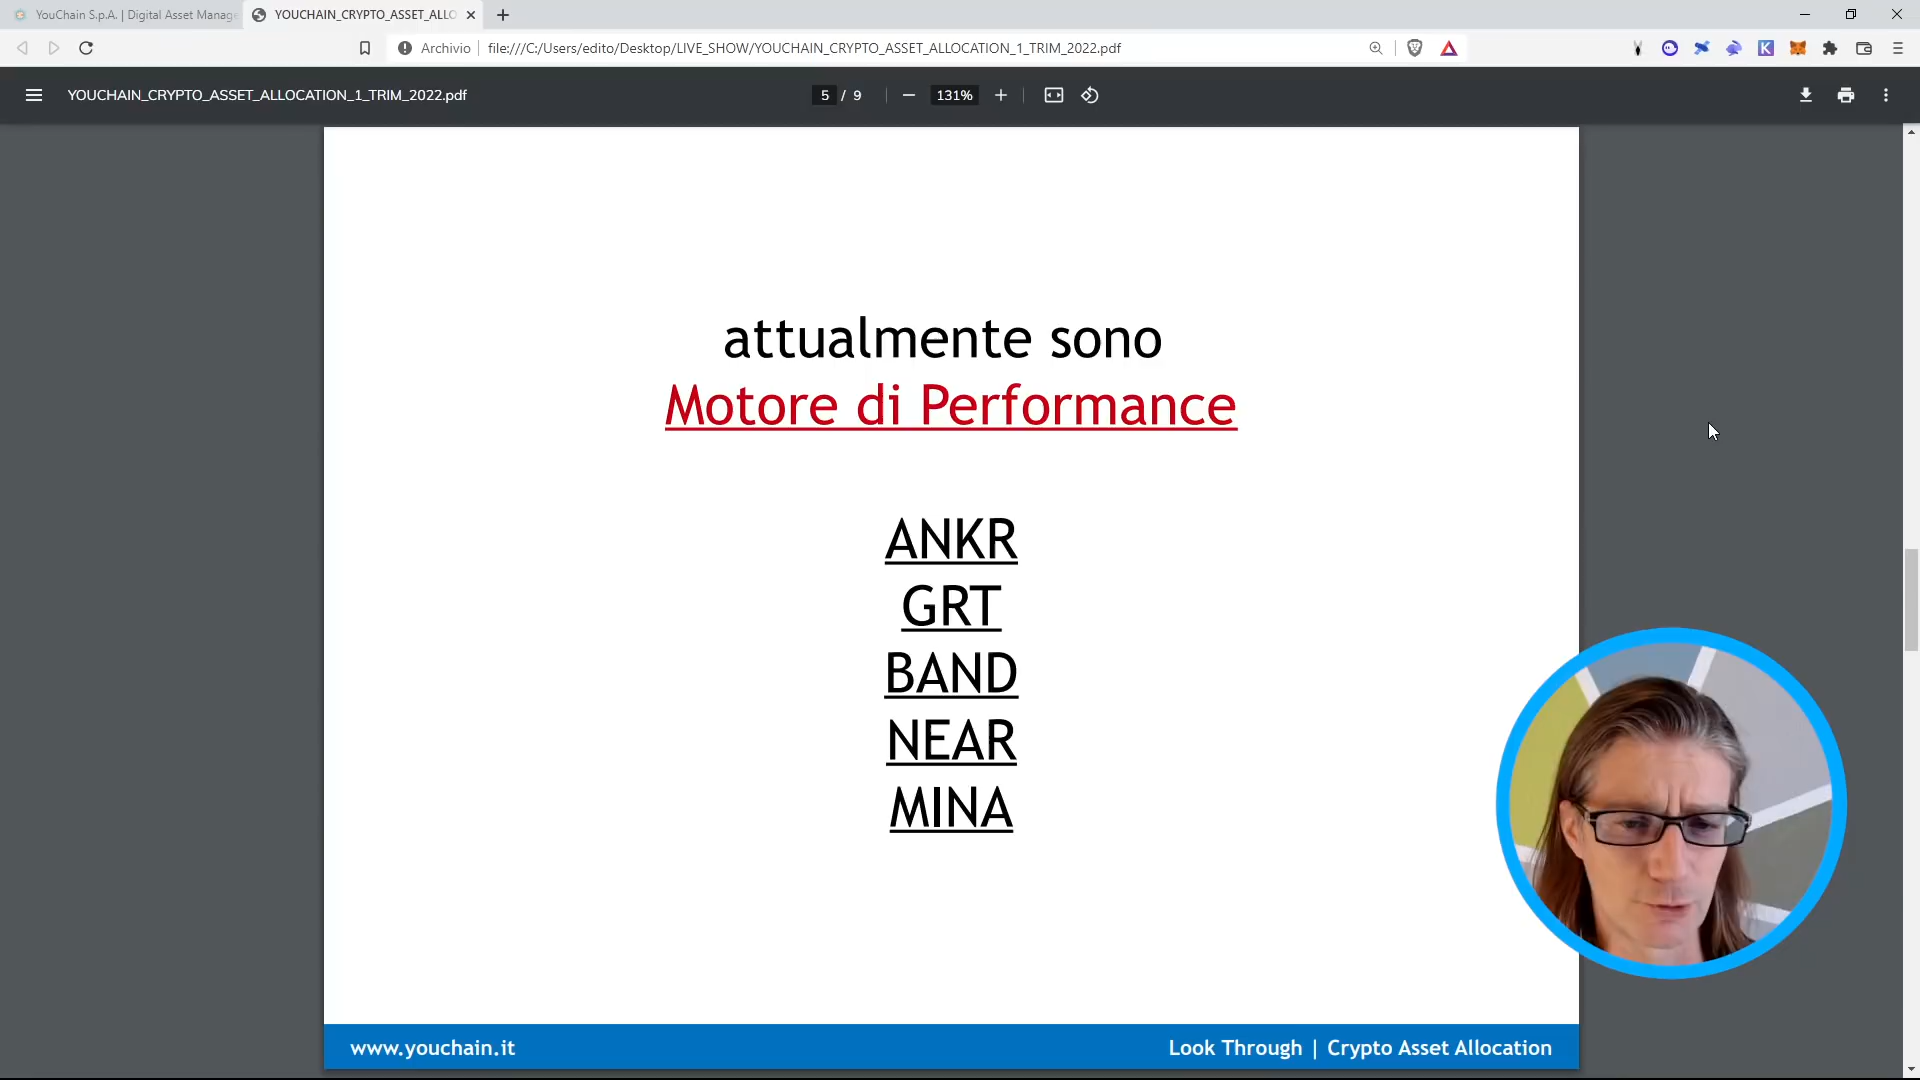 YouChain S.p.A. | Digital Asset Manage
YOUCHAIN_CRYPTO_ASSET_ALLO
Archivio
file:///C:/Users/edito/Desktop/LIVE_SHOW/YOUCHAIN_CRYPTO_ASSET_ALLOCATION_1_TRIM_2022.pdf
YOUCHAIN_CRYPTO_ASSET_ALLOCATION_1_TRIM_2022.pdf
5 / 9
131%
attualmente sono
Motore di Performance
ANKR
GRT
BAND
NEAR
MINA
www.youchain.it
Look Through | Crypto Asset Allocation